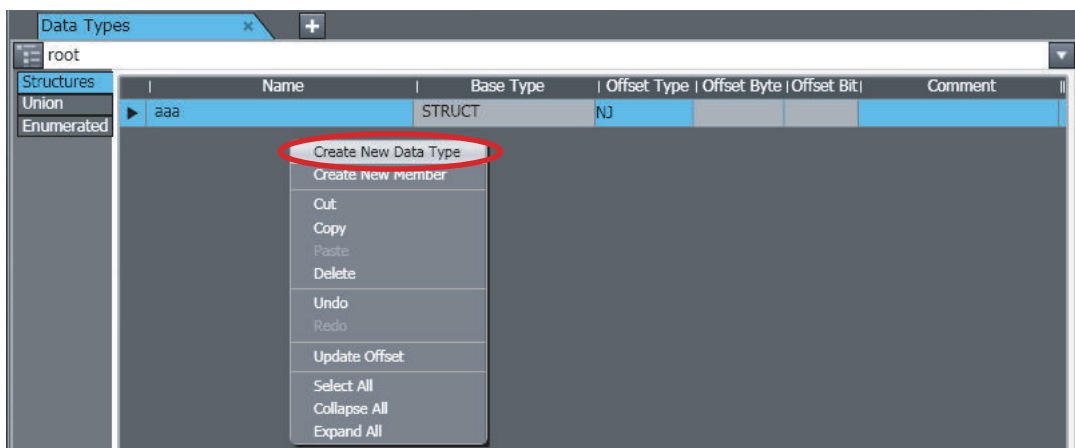 Data Types
root
Structures
Union
Enumerated
Name Base Type Offset Type Offset Byte Offset Bit Comment
aaa STRUCT NJ
Create New Data Type
Create New Member
Cut
Copy
Paste
Delete
Undo
Redo
Update Offset
Select All
Collapse All
Expand All